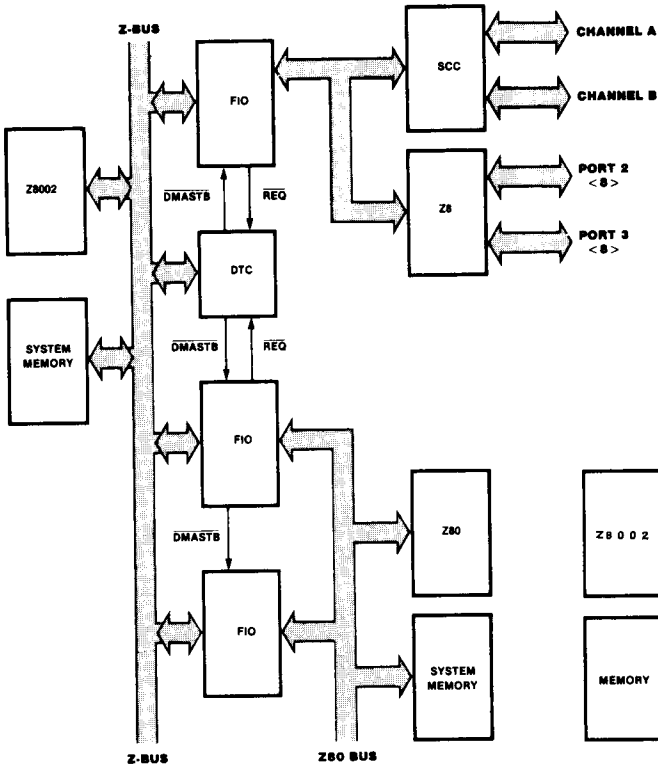 Z-BUS
FIO
SCC
CHANNEL A
CHANNEL B
Z8002
DMASTB
REQ
Z8
PORT 2
<8>
PORT 3
<8>
DTC
SYSTEM
MEMORY
DMASTB
REQ
FIO
DMASTB
Z80
Z8002
FIO
SYSTEM
MEMORY
MEMORY
Z-BUS
Z80 BUS